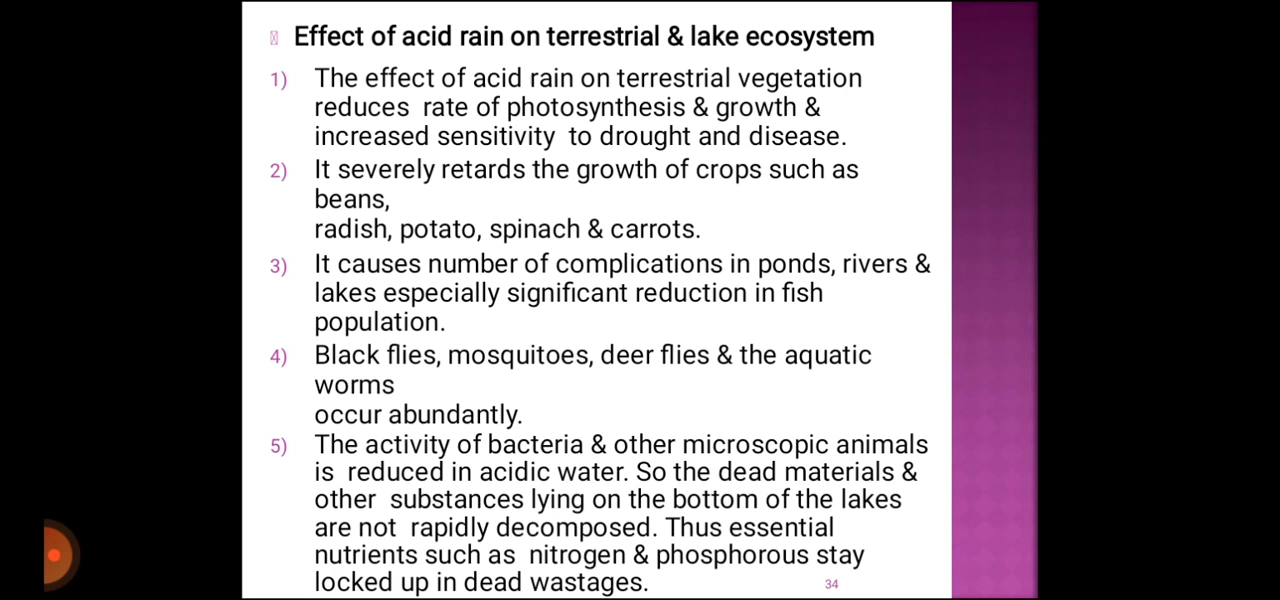 Effect of acid rain on terrestrial & lake ecosystem
1) The effect of acid rain on terrestrial vegetation
reduces rate of photosynthesis & growth &
increased sensitivity to drought and disease.
2) It severely retards the growth of crops such as
beans,
radish, potato, spinach & carrots.
3) It causes number of complications in ponds, rivers &
lakes especially significant reduction in fish
population.
4) Black flies, mosquitoes, deer flies & the aquatic
worms
occur abundantly.
5) The activity of bacteria & other microscopic animals
is reduced in acidic water. So the dead materials &
other substances lying on the bottom of the lakes
are not rapidly decomposed. Thus essential
nutrients such as nitrogen & phosphorous stay
locked up in dead wastages.
34